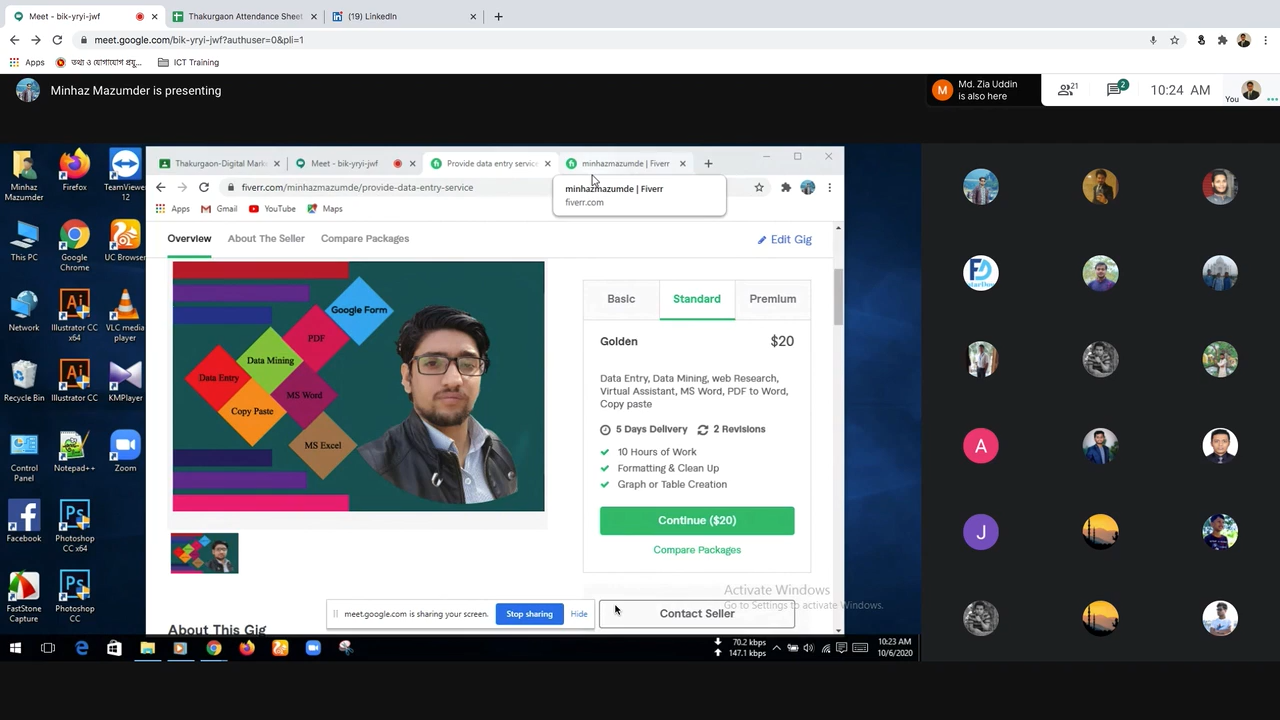 Meet - bik-yryi-jwf
Thakurgaon Attendance Sheet
(19) LinkedIn
meet.google.com/bik-yryi-jwf?authuser=0&pli=1
Apps
তথ্য ও যোগাযোগ প্রযু...
ICT Training
Minhaz Mazumder is presenting
Md. Zia Uddin
is also here
21
2
10:24 AM
You
Thakurgaon-Digital Mark
Meet - bik-yryi-jwf
Provide data entry service
minhazmazumde | Fiverr
fiverr.com/minhazmazumde/provide-data-entry-service
minhazmazumde | Fiverr
fiverr.com
Apps
Gmail
YouTube
Maps
Overview
About The Seller
Compare Packages
Edit Gig
Google Form
PDF
Data Mining
Data Entry
MS Word
Copy Paste
MS Excel
Basic
Standard
Premium
Golden
$20
Data Entry, Data Mining, web Research,
Virtual Assistant, MS Word, PDF to Word,
Copy paste
5 Days Delivery
2 Revisions
10 Hours of Work
Formatting & Clean Up
Graph or Table Creation
Continue ($20)
Compare Packages
Contact Seller
Activate Windows
Go to Settings to activate Windows.
meet.google.com is sharing your screen.
Stop sharing
Hide
About This Gig
Minhaz
Mazumder
Firefox
TeamViewer
12
This PC
Google
Chrome
UC Browser
Network
Illustrator CC
x64
VLC media
player
Recycle Bin
Illustrator CC
KMPlayer
Control
Panel
Notepad++
Zoom
Facebook
Photoshop
CC x64
FastStone
Capture
Photoshop
CC
70.2 kbps
147.1 kbps
10:23 AM
10/6/2020
M
A
J